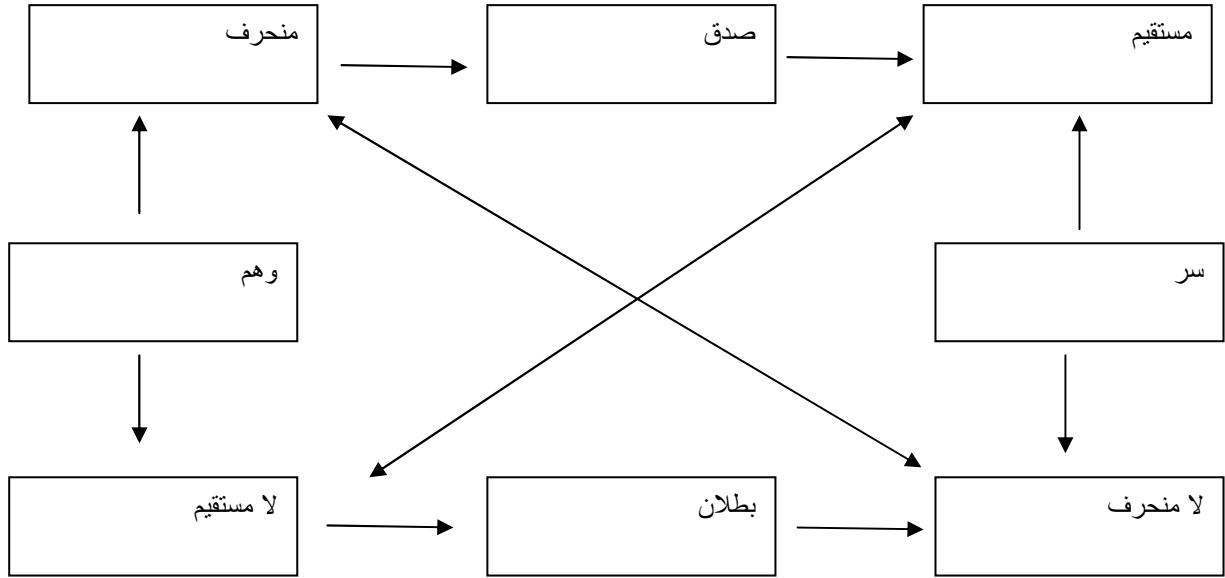 مستقيم
صدق
منحرف
سر
وهم
لا منحرف
بطلان
لا مستقيم